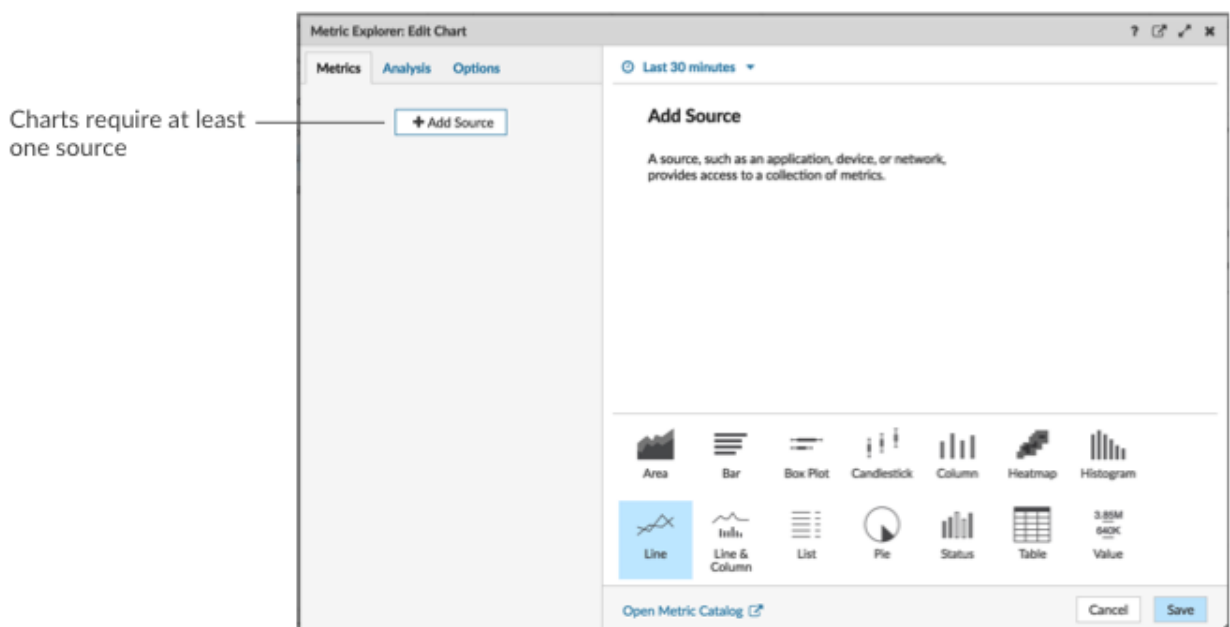 Metric Explorer: Edit Chart
?
Metrics Analysis Options
Last 30 minutes
Charts require at least
one source
+ Add Source
Add Source
A source, such as an application, device, or network,
provides access to a collection of metrics.
Area Bar Box Plot Candlestick Column Heatmap Histogram
3.85M
640K
Line Line & Column List Pie Status Table Value
Open Metric Catalog
Cancel Save